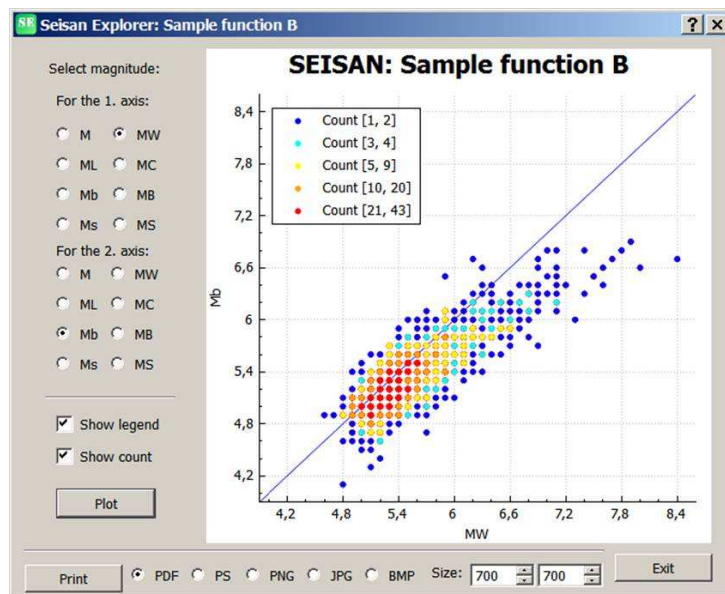 SE Seisan Explorer: Sample function B
Select magnitude:
For the 1. axis:
M MW
ML MC
Mb MB
Ms MS
For the 2. axis:
M MW
ML MC
Mb MB
Ms MS
Show legend
Show count
Plot
SEISAN: Sample function B
Count [1, 2]
Count [3, 4]
Count [5, 9]
Count [10, 20]
Count [21, 43]
8,4
7,8
7,2
6,6
6
5,4
4,8
4,2
Mb
4,2 4,8 5,4 6 6,6 7,2 7,8 8,4
MW
Print PDF PS PNG JPG BMP Size: 700 700 Exit